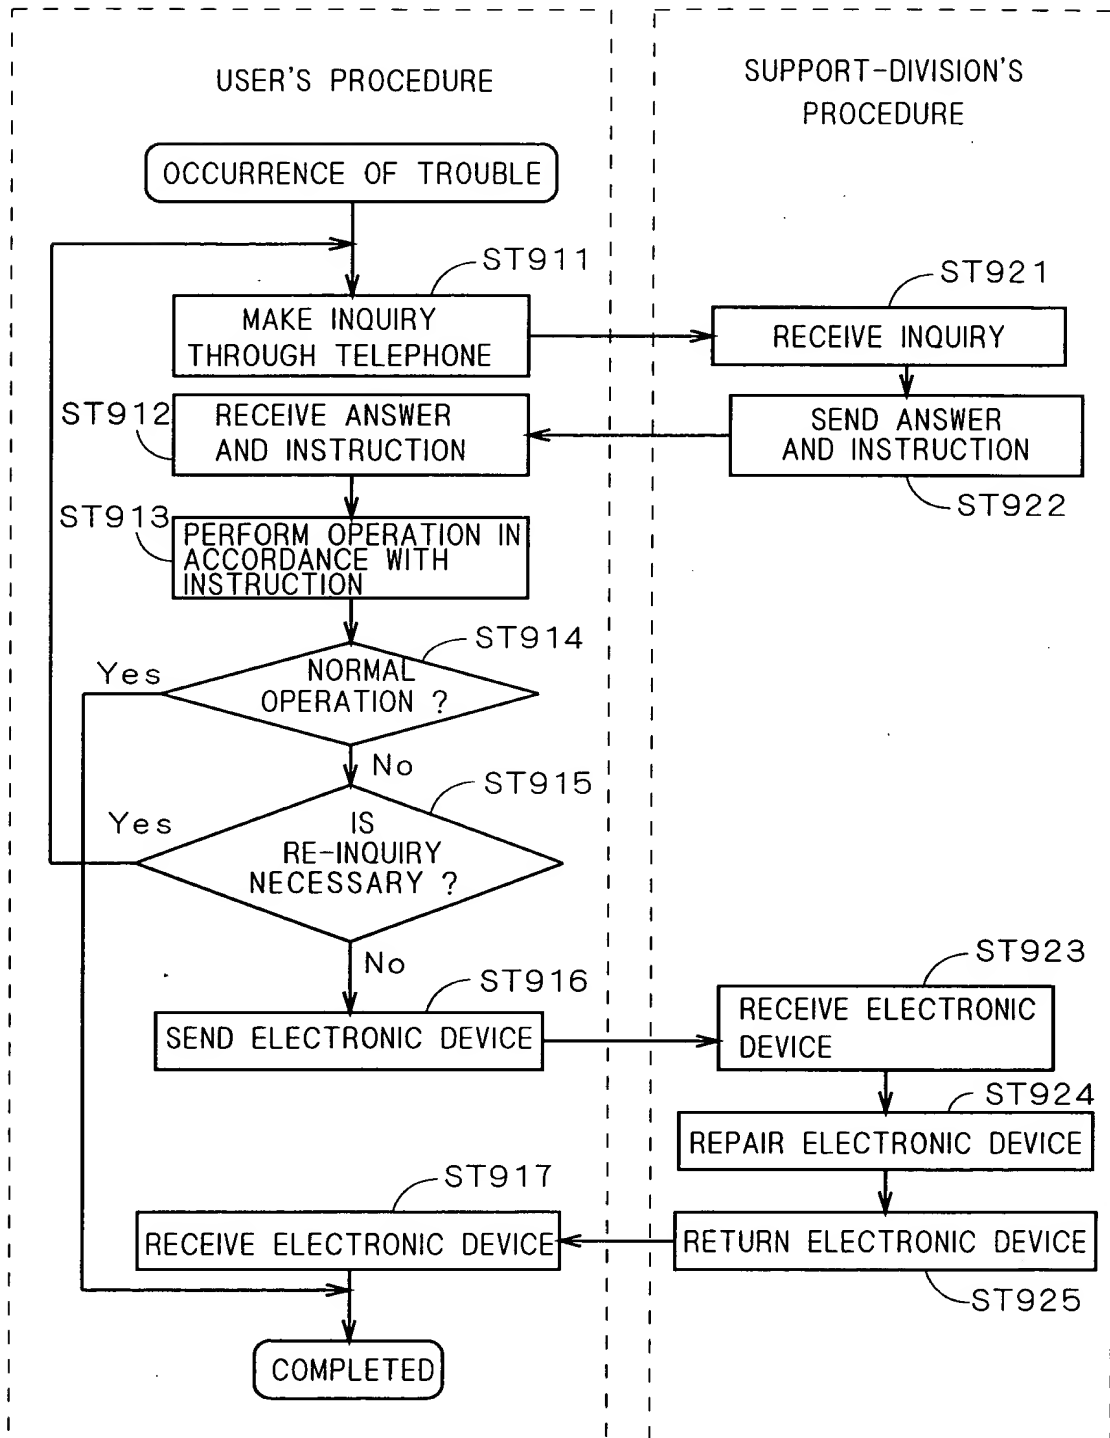 USER'S PROCEDURE
SUPPORT-DIVISION'S
PROCEDURE
OCCURRENCE OF TROUBLE
ST911
MAKE INQUIRY
THROUGH TELEPHONE
ST921
RECEIVE INQUIRY
ST912
RECEIVE ANSWER
AND INSTRUCTION
SEND ANSWER
AND INSTRUCTION
ST922
ST913
PERFORM OPERATION IN
ACCORDANCE WITH
INSTRUCTION
ST914
Yes
NORMAL
OPERATION ?
No
ST915
Yes
IS
RE-INQUIRY
NECESSARY ?
No
ST916
SEND ELECTRONIC DEVICE
ST923
RECEIVE ELECTRONIC
DEVICE
ST924
REPAIR ELECTRONIC DEVICE
ST917
RECEIVE ELECTRONIC DEVICE
RETURN ELECTRONIC DEVICE
ST925
COMPLETED